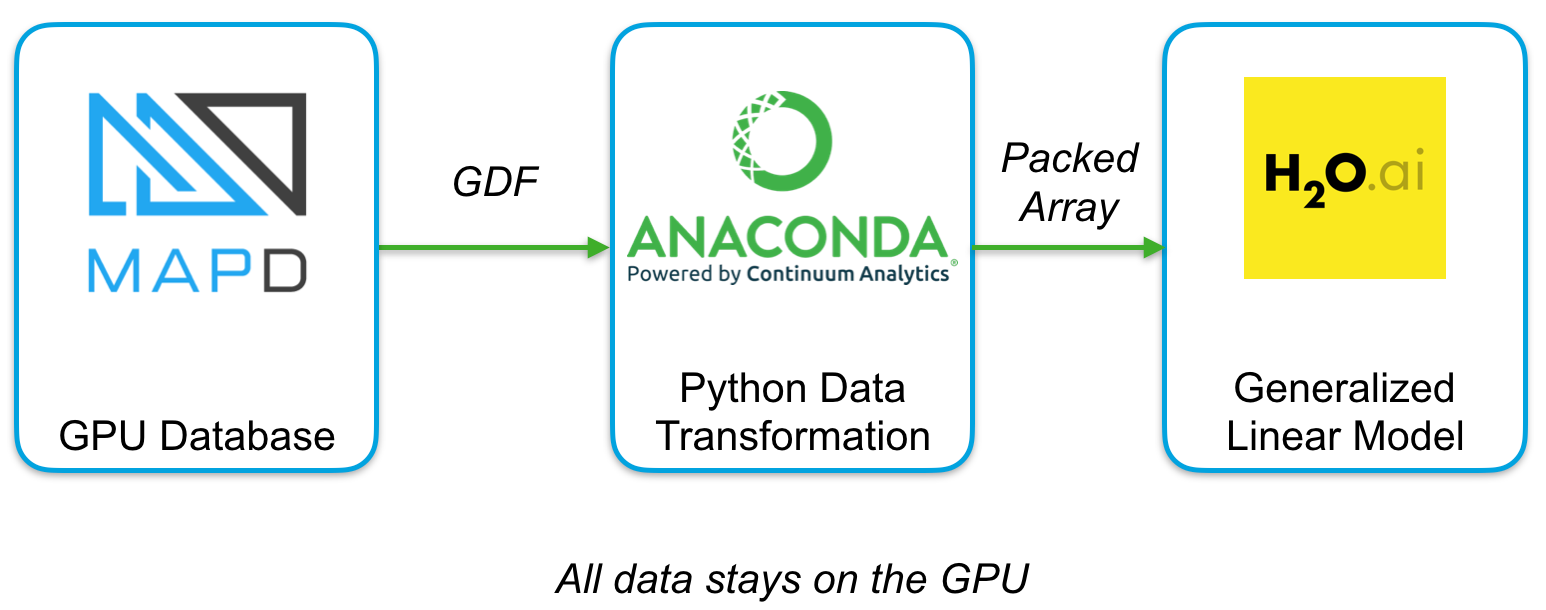 MAPD
GPU Database
GDF
ANACONDA
Powered by Continuum Analytics®
Python Data
Transformation
Packed
Array
H2O.ai
Generalized
Linear Model
All data stays on the GPU